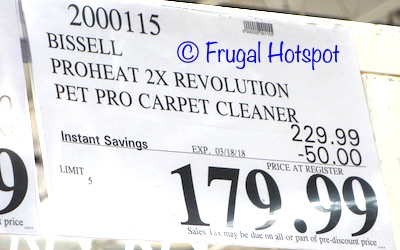 2000115
© Frugal Hotspot
BISSELL
PROHEAT 2X REVOLUTION
PET PRO CARPET CLEANER
229.99
Instant Savings EXP. 03/18/18 -50.00
LIMIT PRICE AT REGISTER
5
179.99
Sales Tax may be due on all or part of pre-discount price
9
t price